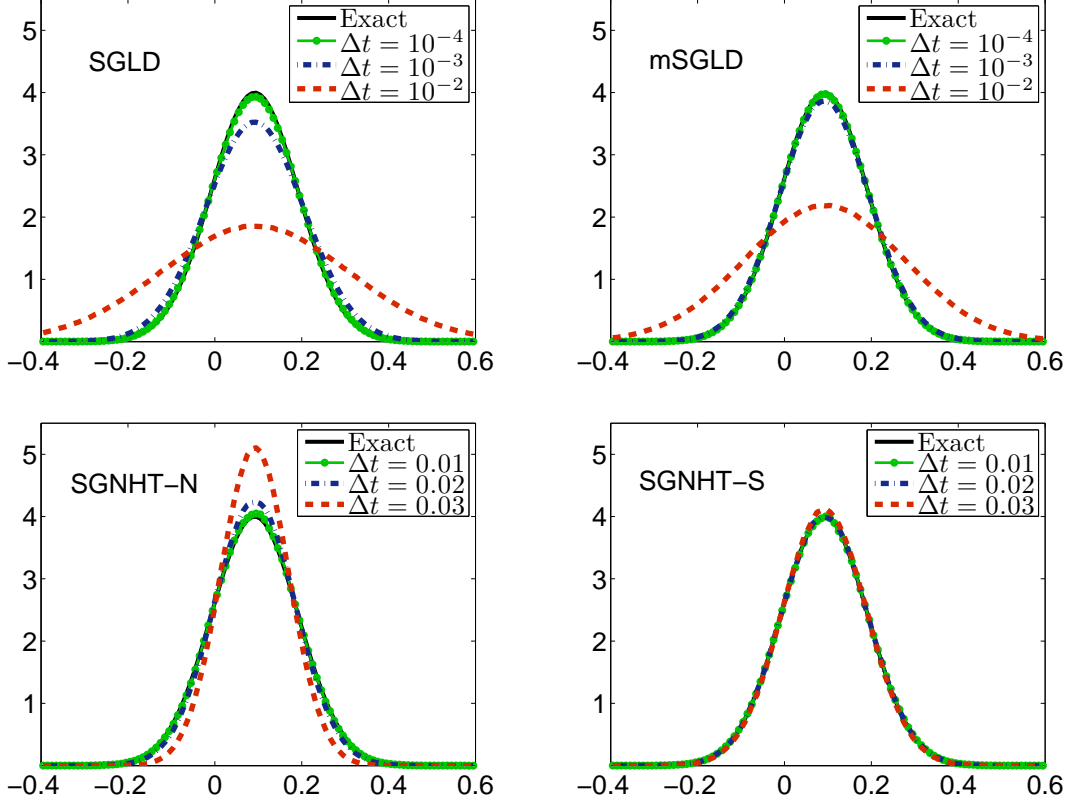 5
4
3
2
1
−0.4 −0.2 0 0.2 0.4 0.6
SGLD
Exact
Δt = 10⁻⁴
Δt = 10⁻³
Δt = 10⁻²
5
4
3
2
1
−0.4 −0.2 0 0.2 0.4 0.6
mSGLD
Exact
Δt = 10⁻⁴
Δt = 10⁻³
Δt = 10⁻²
5
4
3
2
1
−0.4 −0.2 0 0.2 0.4 0.6
SGNHT−N
Exact
Δt = 0.01
Δt = 0.02
Δt = 0.03
5
4
3
2
1
−0.4 −0.2 0 0.2 0.4 0.6
SGNHT−S
Exact
Δt = 0.01
Δt = 0.02
Δt = 0.03